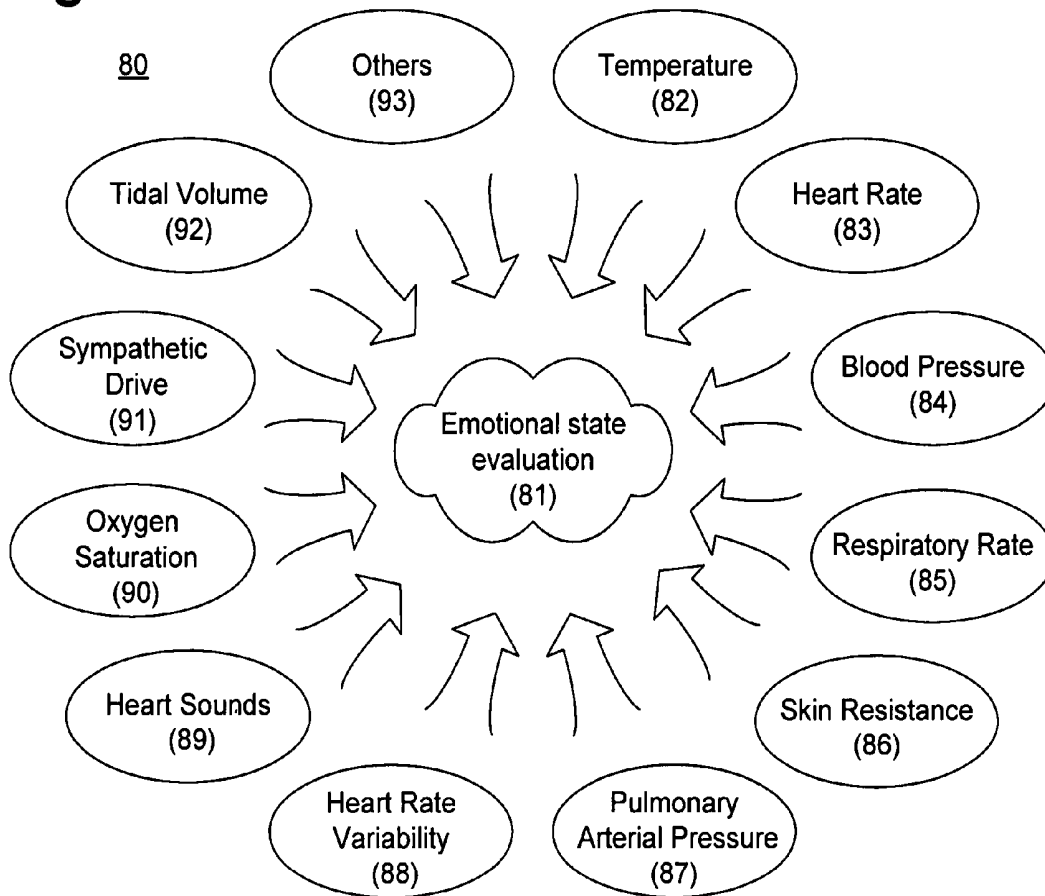 80
Others
(93)
Temperature
(82)
Tidal Volume
(92)
Heart Rate
(83)
Sympathetic
Drive
(91)
Blood Pressure
(84)
Emotional state
evaluation
(81)
Oxygen
Saturation
(90)
Respiratory Rate
(85)
Heart Sounds
(89)
Skin Resistance
(86)
Heart Rate
Variability
(88)
Pulmonary
Arterial Pressure
(87)